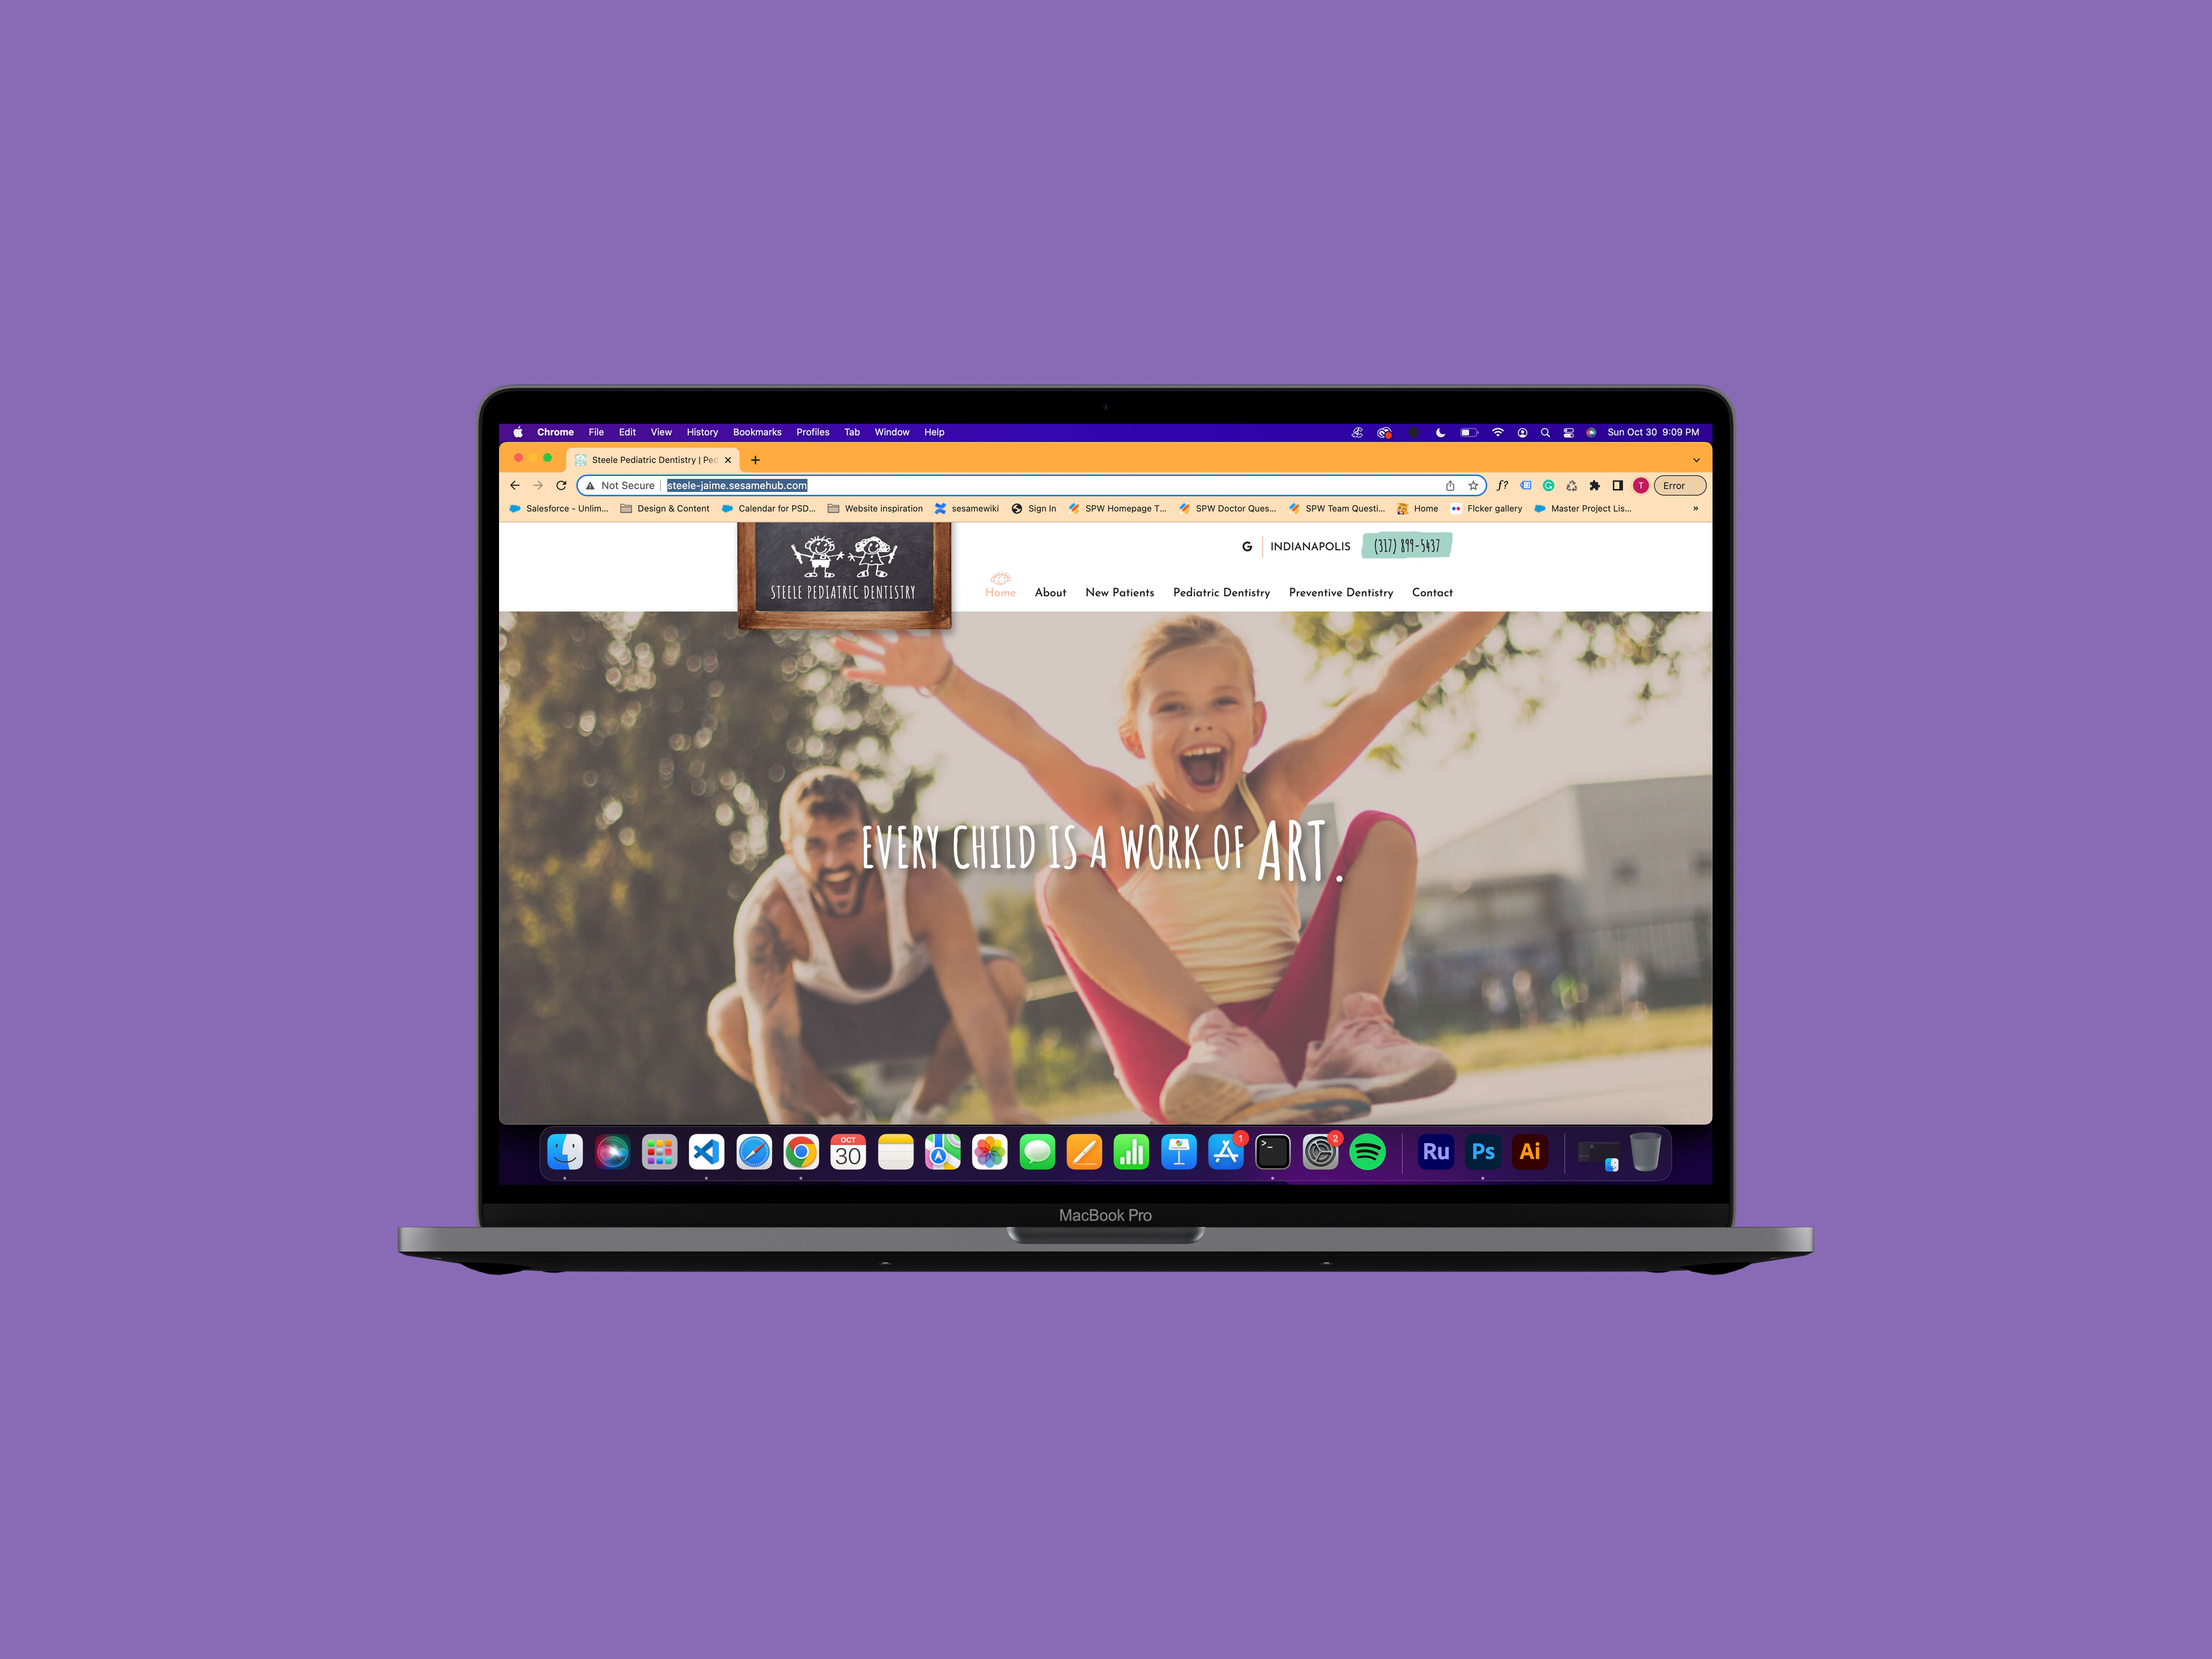 Chrome File Edit View History Bookmarks Profiles Tab Window Help Sun Oct 30 9:09 PM
Steele Pediatric Dentistry | Ped
Not Secure | steele-jaime.sesamehub.com f? T Error
Salesforce - Unlim... Design & Content Calendar for PSD... Website inspiration sesamewiki Sign In SPW Homepage T... SPW Doctor Ques... SPW Team Questi... Home Flcker gallery Master Project Lis... »
G INDIANAPOLIS (317) 899-5437
STEELE PEDIATRIC DENTISTRY
Home About New Patients Pediatric Dentistry Preventive Dentistry Contact
EVERY CHILD IS A WORK OF ART.
OCT
30
1
>_
2
Ru Ps Ai
MacBook Pro